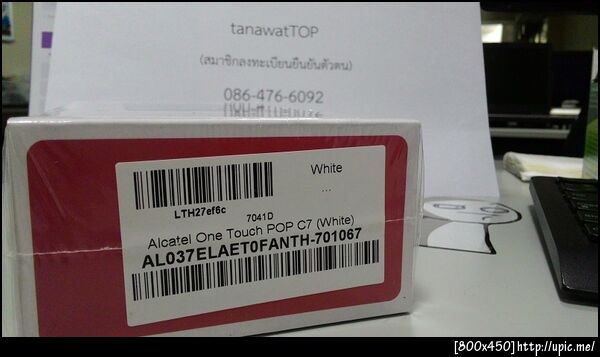 tanawatTOP
(สมาชิกลงทะเบียนยืนยันตัวตน)
086-476-6092
White
...
LTH27ef6c
7041D
Alcatel One Touch POP C7 (White)
AL037ELAET0FANTH-701067
[800x450]http://upic.me/